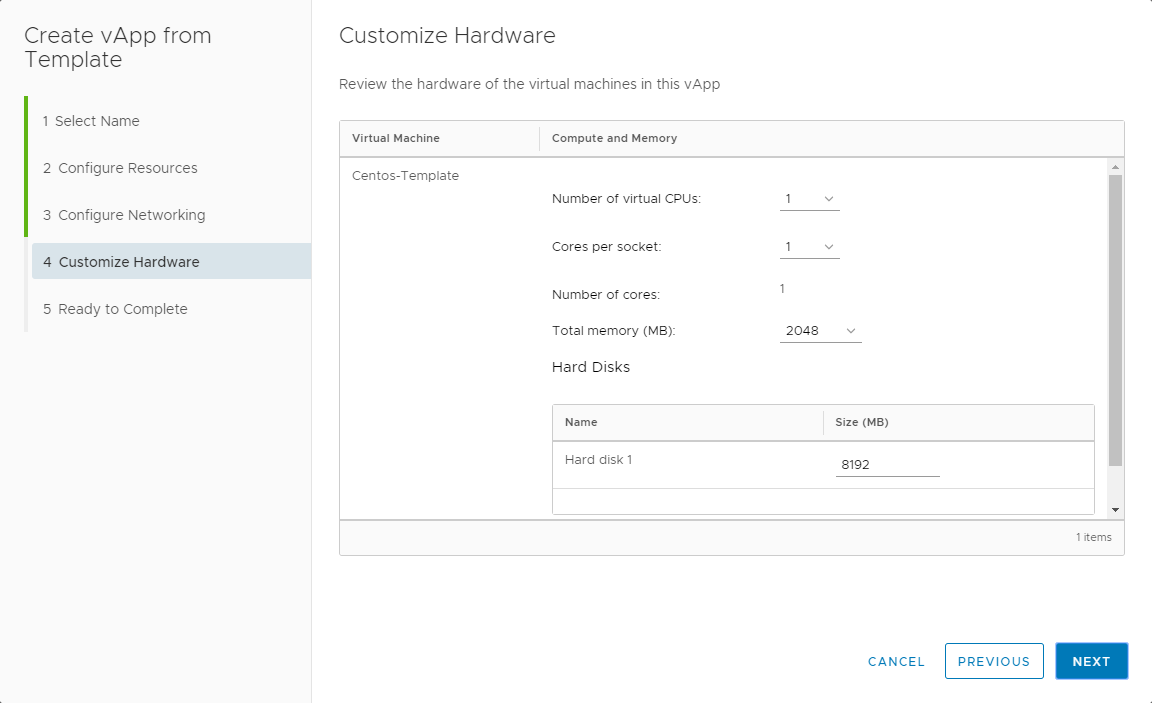 Create vApp from
Template
1 Select Name
2 Configure Resources
3 Configure Networking
4 Customize Hardware
5 Ready to Complete
Customize Hardware
Review the hardware of the virtual machines in this vApp
Virtual Machine Compute and Memory
Centos-Template
Number of virtual CPUs: 1
Cores per socket: 1
Number of cores: 1
Total memory (MB): 2048
Hard Disks
Name Size (MB)
Hard disk 1 8192
1 items
CANCEL PREVIOUS NEXT